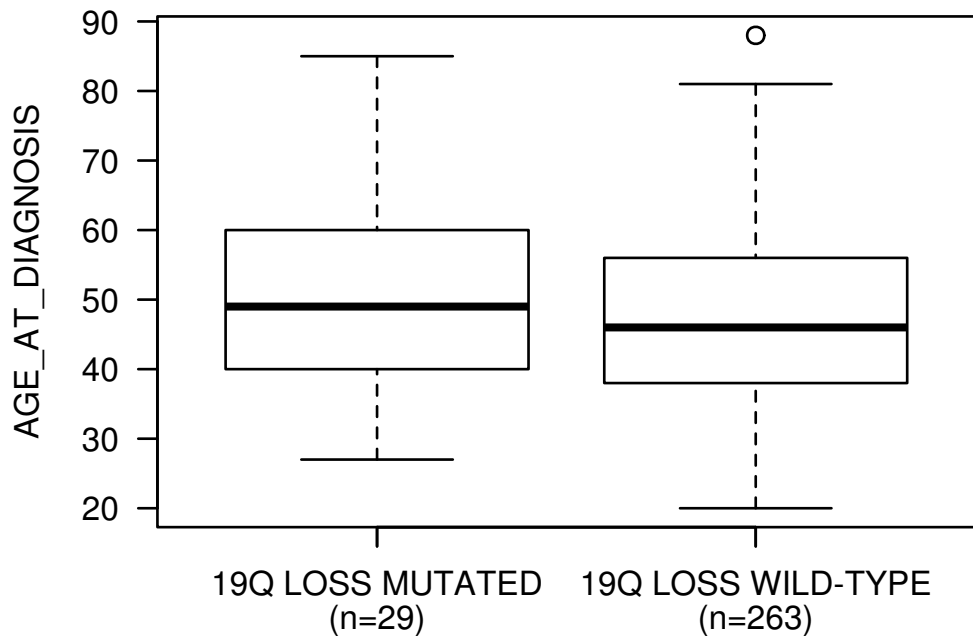 90
80
70
60
50
40
30
20
AGE_AT_DIAGNOSIS
19Q LOSS MUTATED
(n=29)
19Q LOSS WILD-TYPE
(n=263)